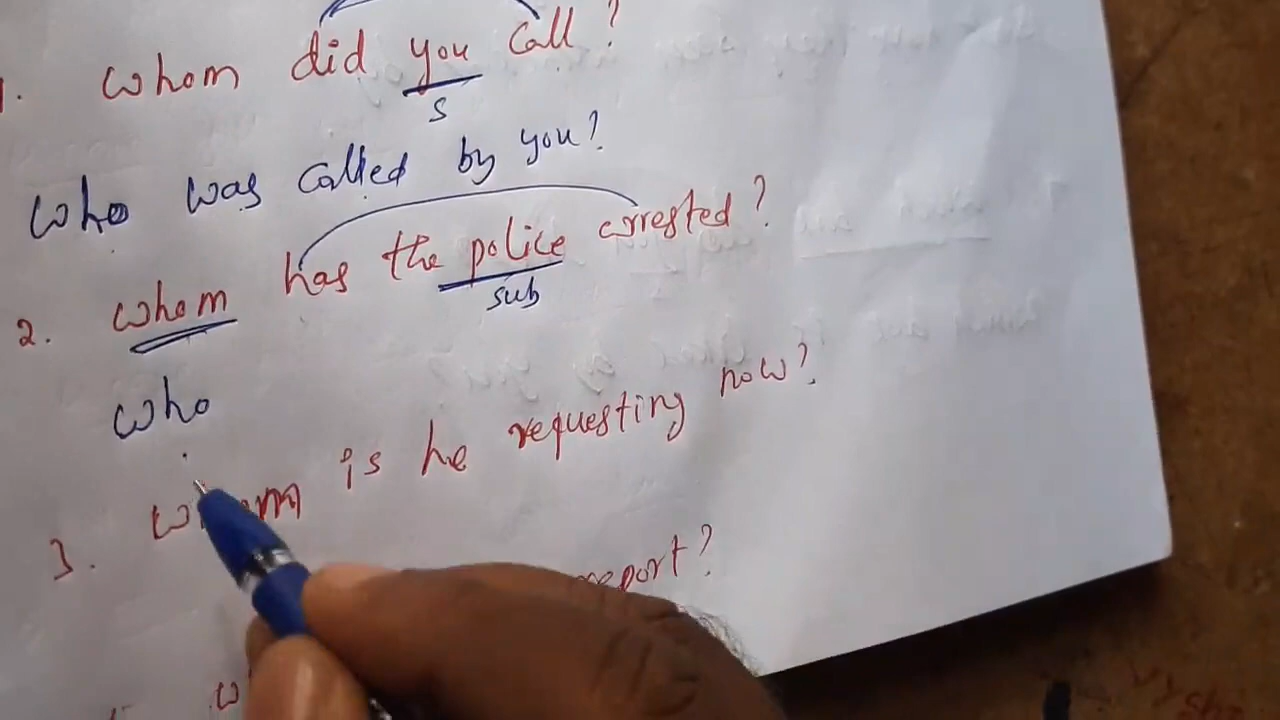 1. whom did you call?
s
who was called by you?
2. whom has the police arrested?
sub
who
3. whom is he requesting now?
report?